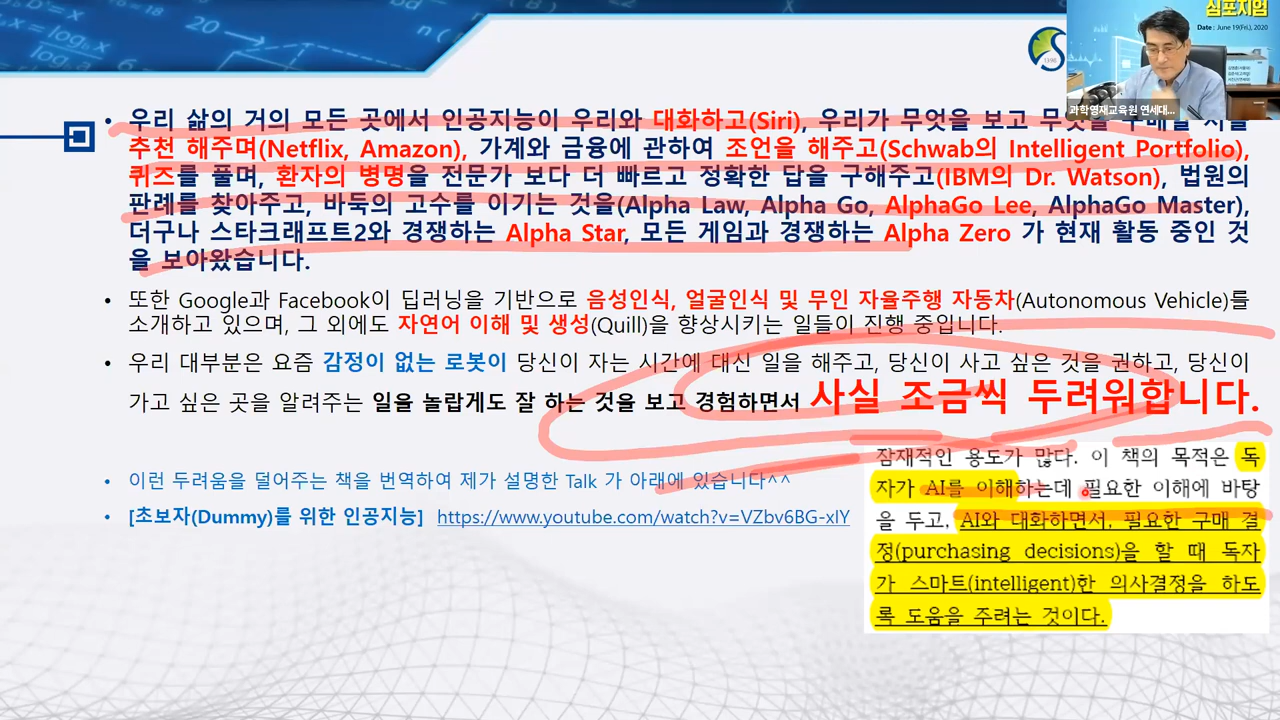 심포지엄
Date : June 19(Fri.), 2020
과학영재교육원 연세대...
• 우리 삶의 거의 모든 곳에서 인공지능이 우리와 대화하고(Siri), 우리가 무엇을 보고
추천 해주며(Netflix, Amazon), 가계와 금융에 관하여 조언을 해주고(Schwab의 Intelligent Portfolio),
퀴즈를 풀며, 환자의 병명을 전문가 보다 더 빠르고 정확한 답을 구해주고(IBM의 Dr. Watson), 법원의
판례를 찾아주고, 바둑의 고수를 이기는 것을(Alpha Law, Alpha Go, AlphaGo Lee, AlphaGo Master),
더구나 스타크래프트2와 경쟁하는 Alpha Star, 모든 게임과 경쟁하는 Alpha Zero 가 현재 활동 중인 것
을 보아왔습니다.
• 또한 Google과 Facebook이 딥러닝을 기반으로 음성인식, 얼굴인식 및 무인 자율주행 자동차(Autonomous Vehicle)를
소개하고 있으며, 그 외에도 자연어 이해 및 생성(Quill)을 향상시키는 일들이 진행 중입니다.
• 우리 대부분은 요즘 감정이 없는 로봇이 당신이 자는 시간에 대신 일을 해주고, 당신이 사고 싶은 것을 권하고, 당신이
가고 싶은 곳을 알려주는 일을 놀랍게도 잘 하는 것을 보고 경험하면서 사실 조금씩 두려워합니다.
• 이런 두려움을 덜어주는 책을 번역하여 제가 설명한 Talk 가 아래에 있습니다^^
• [초보자(Dummy)를 위한 인공지능] https://www.youtube.com/watch?v=VZbv6BG-xIY
잠재적인 용도가 많다. 이 책의 목적은 독
자가 AI를 이해하는데 필요한 이해에 바탕
을 두고, AI와 대화하면서, 필요한 구매 결
정(purchasing decisions)을 할 때 독자
가 스마트(intelligent)한 의사결정을 하도
록 도움을 주려는 것이다.